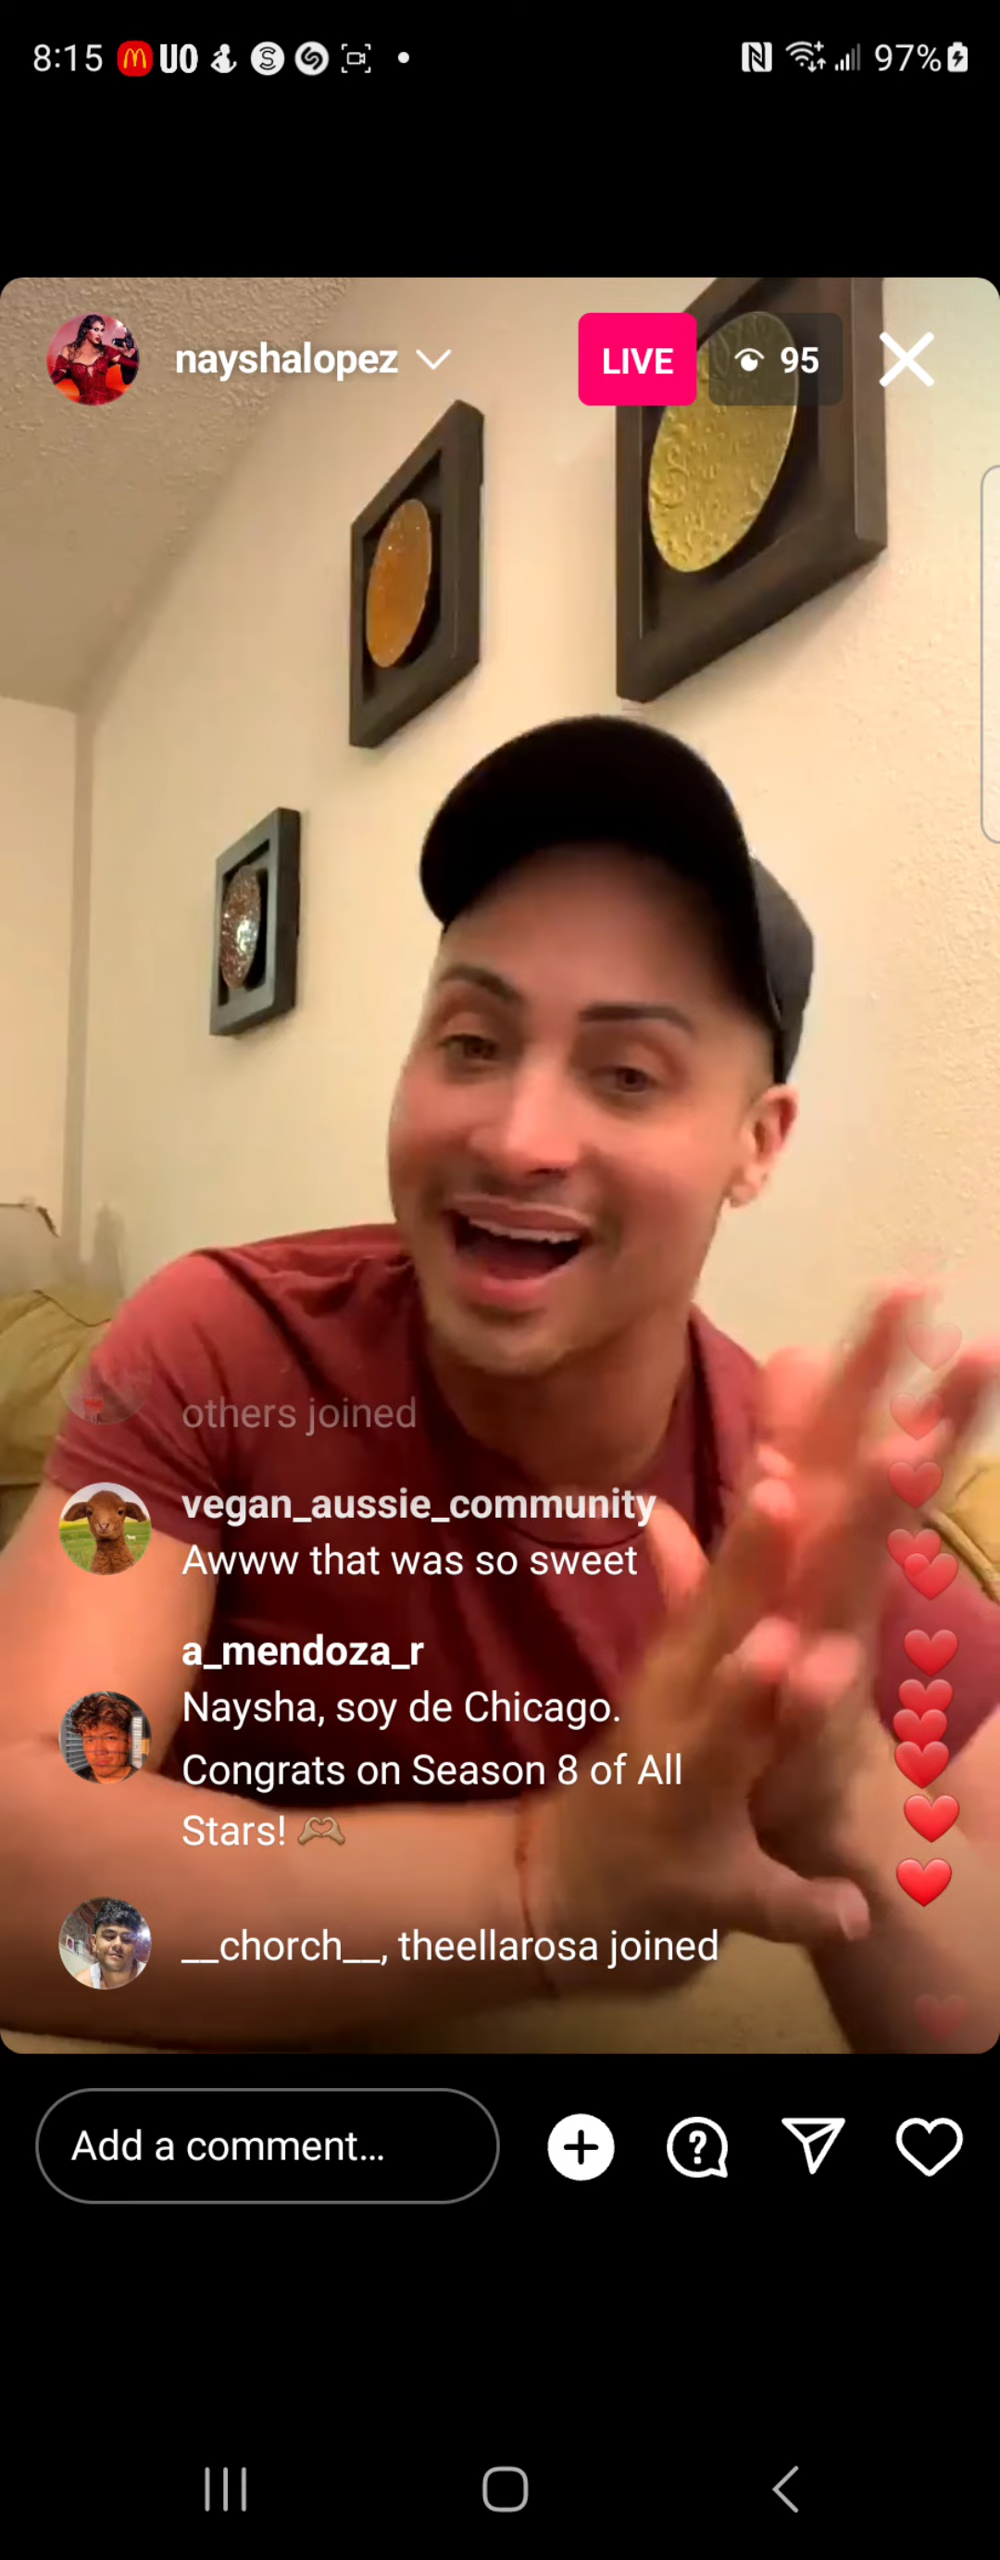 8:15 UO 97%
nayshalopez LIVE 95
others joined
vegan_aussie_community
Awww that was so sweet
a_mendoza_r
Naysha, soy de Chicago.
Congrats on Season 8 of All
Stars! 🫶🏽
__chorch__, theellarosa joined
Add a comment...